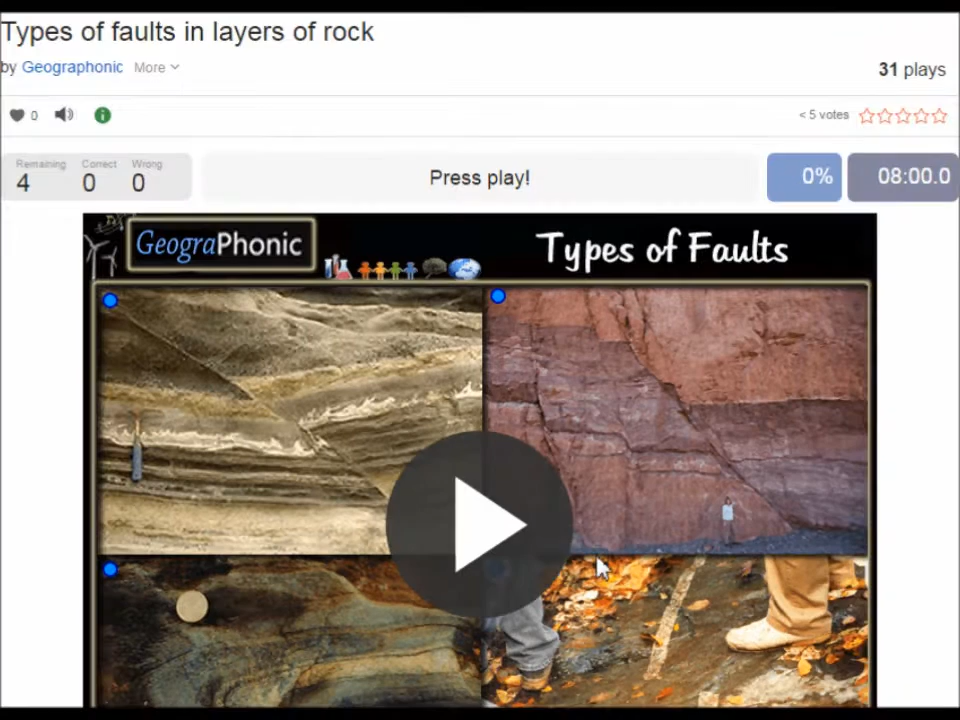 Types of faults in layers of rock
by Geographonic More
31 plays
0
< 5 votes
Remaining Correct Wrong
4 0 0
Press play!
0%
08:00.0
GeograPhonic
Types of Faults